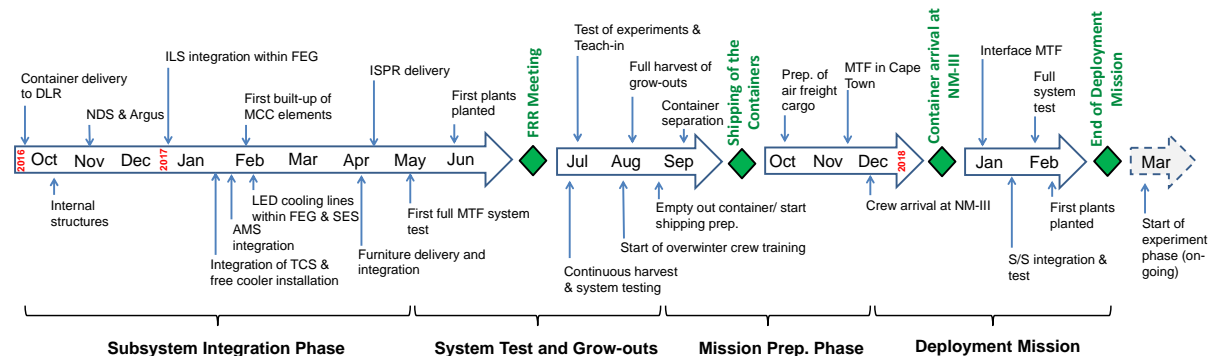 ILS integration within FEG
Container delivery
to DLR
NDS & Argus
First built-up of
MCC elements
ISPR delivery
First plants
planted
FRR Meeting
Test of experiments &
Teach-in
Full harvest of
grow-outs
Container
separation
Shipping of the
Containers
Prep. of
air freight
cargo
MTF in Cape
Town
Container arrival at
NM-III
Interface MTF
Full
system
test
End of Deployment
Mission
2016 Oct Nov Dec 2017 Jan Feb Mar Apr May Jun Jul Aug Sep Oct Nov Dec 2018 Jan Feb Mar
Internal
structures
LED cooling lines
within FEG & SES
AMS
integration
Integration of TCS &
free cooler installation
First full MTF system
test
Furniture delivery and
integration
Empty out container/ start
shipping prep.
Start of overwinter crew training
Continuous harvest
& system testing
Crew arrival at NM-III
First plants
planted
S/S integration &
test
Start of
experiment
phase (on-
going)
Subsystem Integration Phase
System Test and Grow-outs
Mission Prep. Phase
Deployment Mission